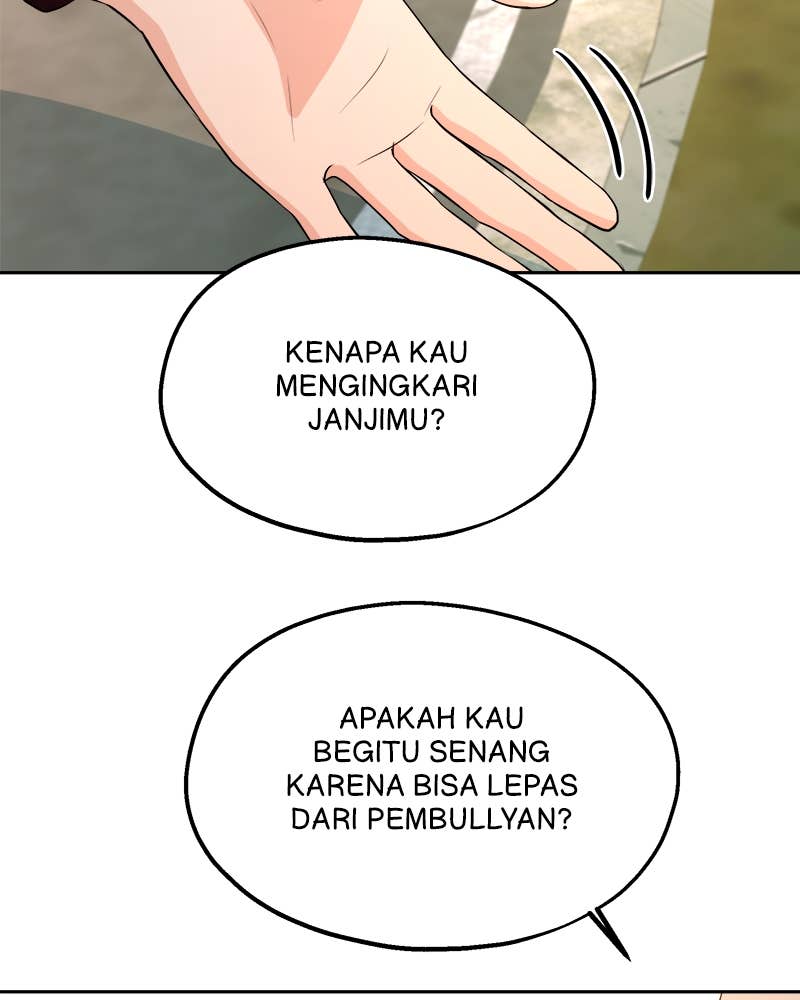 KENAPA KAU
MENGINGKARI
JANJIMU?
APAKAH KAU
BEGITU SENANG
KARENA BISA LEPAS
DARI PEMBULLYAN?